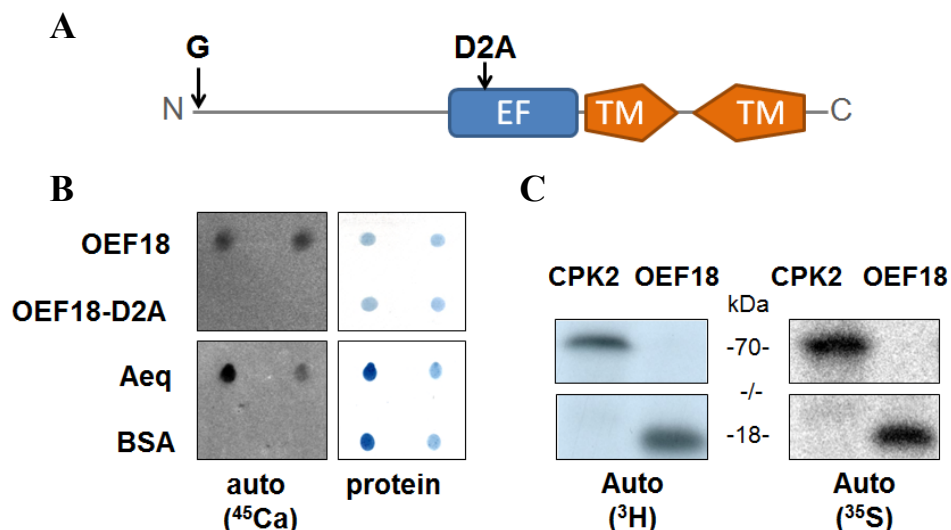 A
G
D2A
N
EF
TM
TM
C
B
OEF18
OEF18-D2A
Aeq
BSA
auto
(⁴⁵Ca)
protein
C
CPK2 OEF18
kDa
-70-
-/-
-18-
CPK2 OEF18
Auto
(³H)
Auto
(³⁵S)